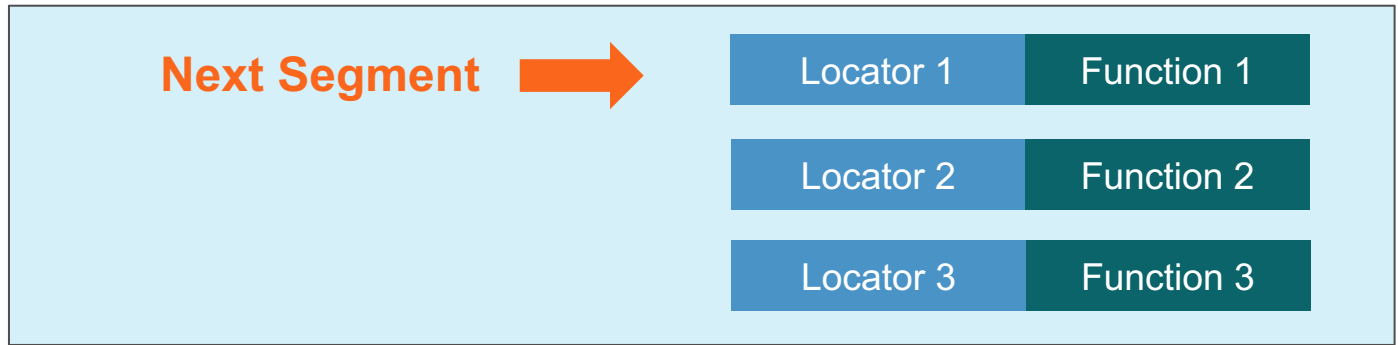 Next Segment
Locator 1 Function 1
Locator 2 Function 2
Locator 3 Function 3